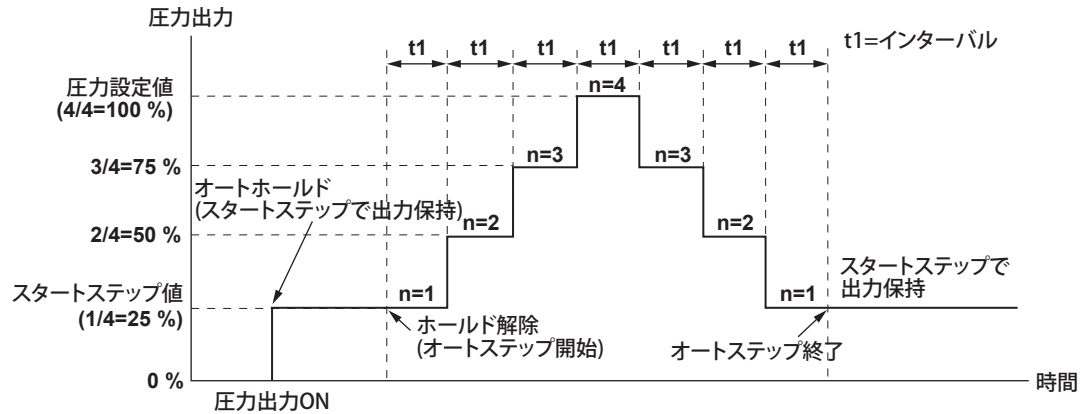 圧力出力
t1 t1 t1 t1 t1 t1 t1
t1=インターバル
圧力設定値
(4/4=100 %)
n=4
3/4=75 %
n=3 n=3
オートホールド
(スタートステップで出力保持)
2/4=50 %
n=2 n=2
スタートステップで
出力保持
スタートステップ値
(1/4=25 %)
n=1 n=1
ホールド解除
(オートステップ開始)
オートステップ終了
0 %
時間
圧力出力ON